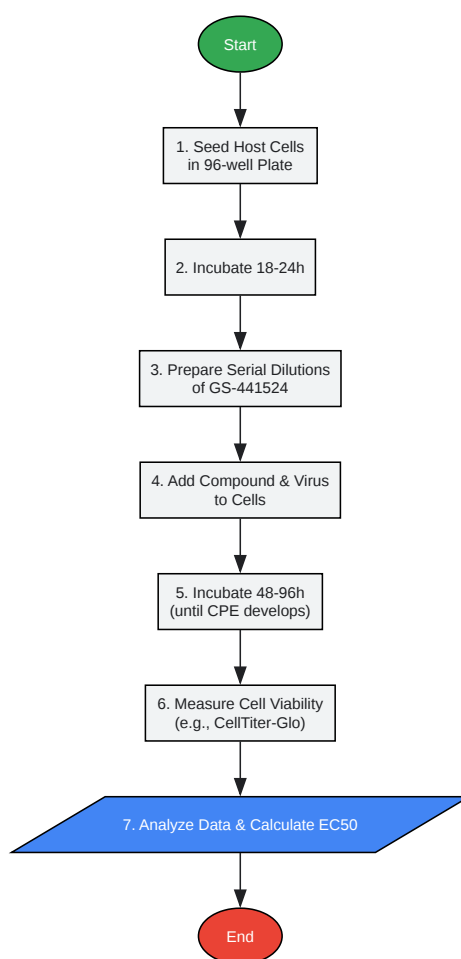 Start
1. Seed Host Cells
in 96-well Plate
2. Incubate 18-24h
3. Prepare Serial Dilutions
of GS-441524
4. Add Compound & Virus
to Cells
5. Incubate 48-96h
(until CPE develops)
6. Measure Cell Viability
(e.g., CellTiter-Glo)
7. Analyze Data & Calculate EC50
End